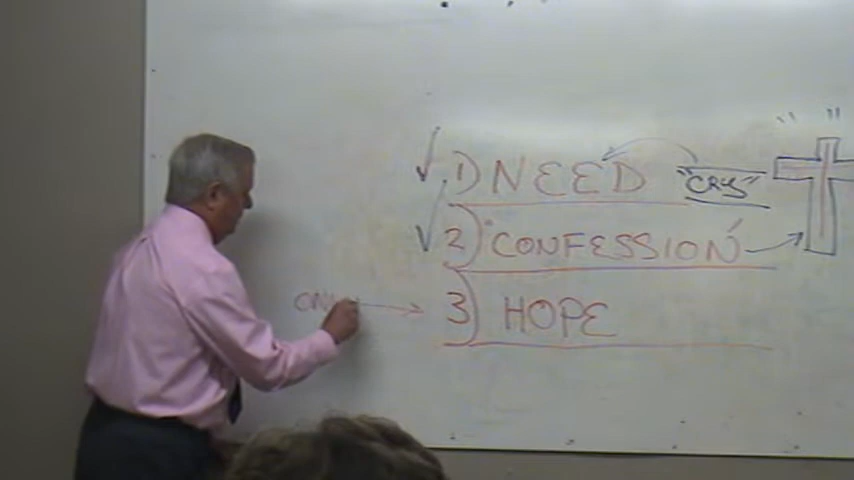 1) NEED "CRY"
2) "CONFESSION"
3) HOPE